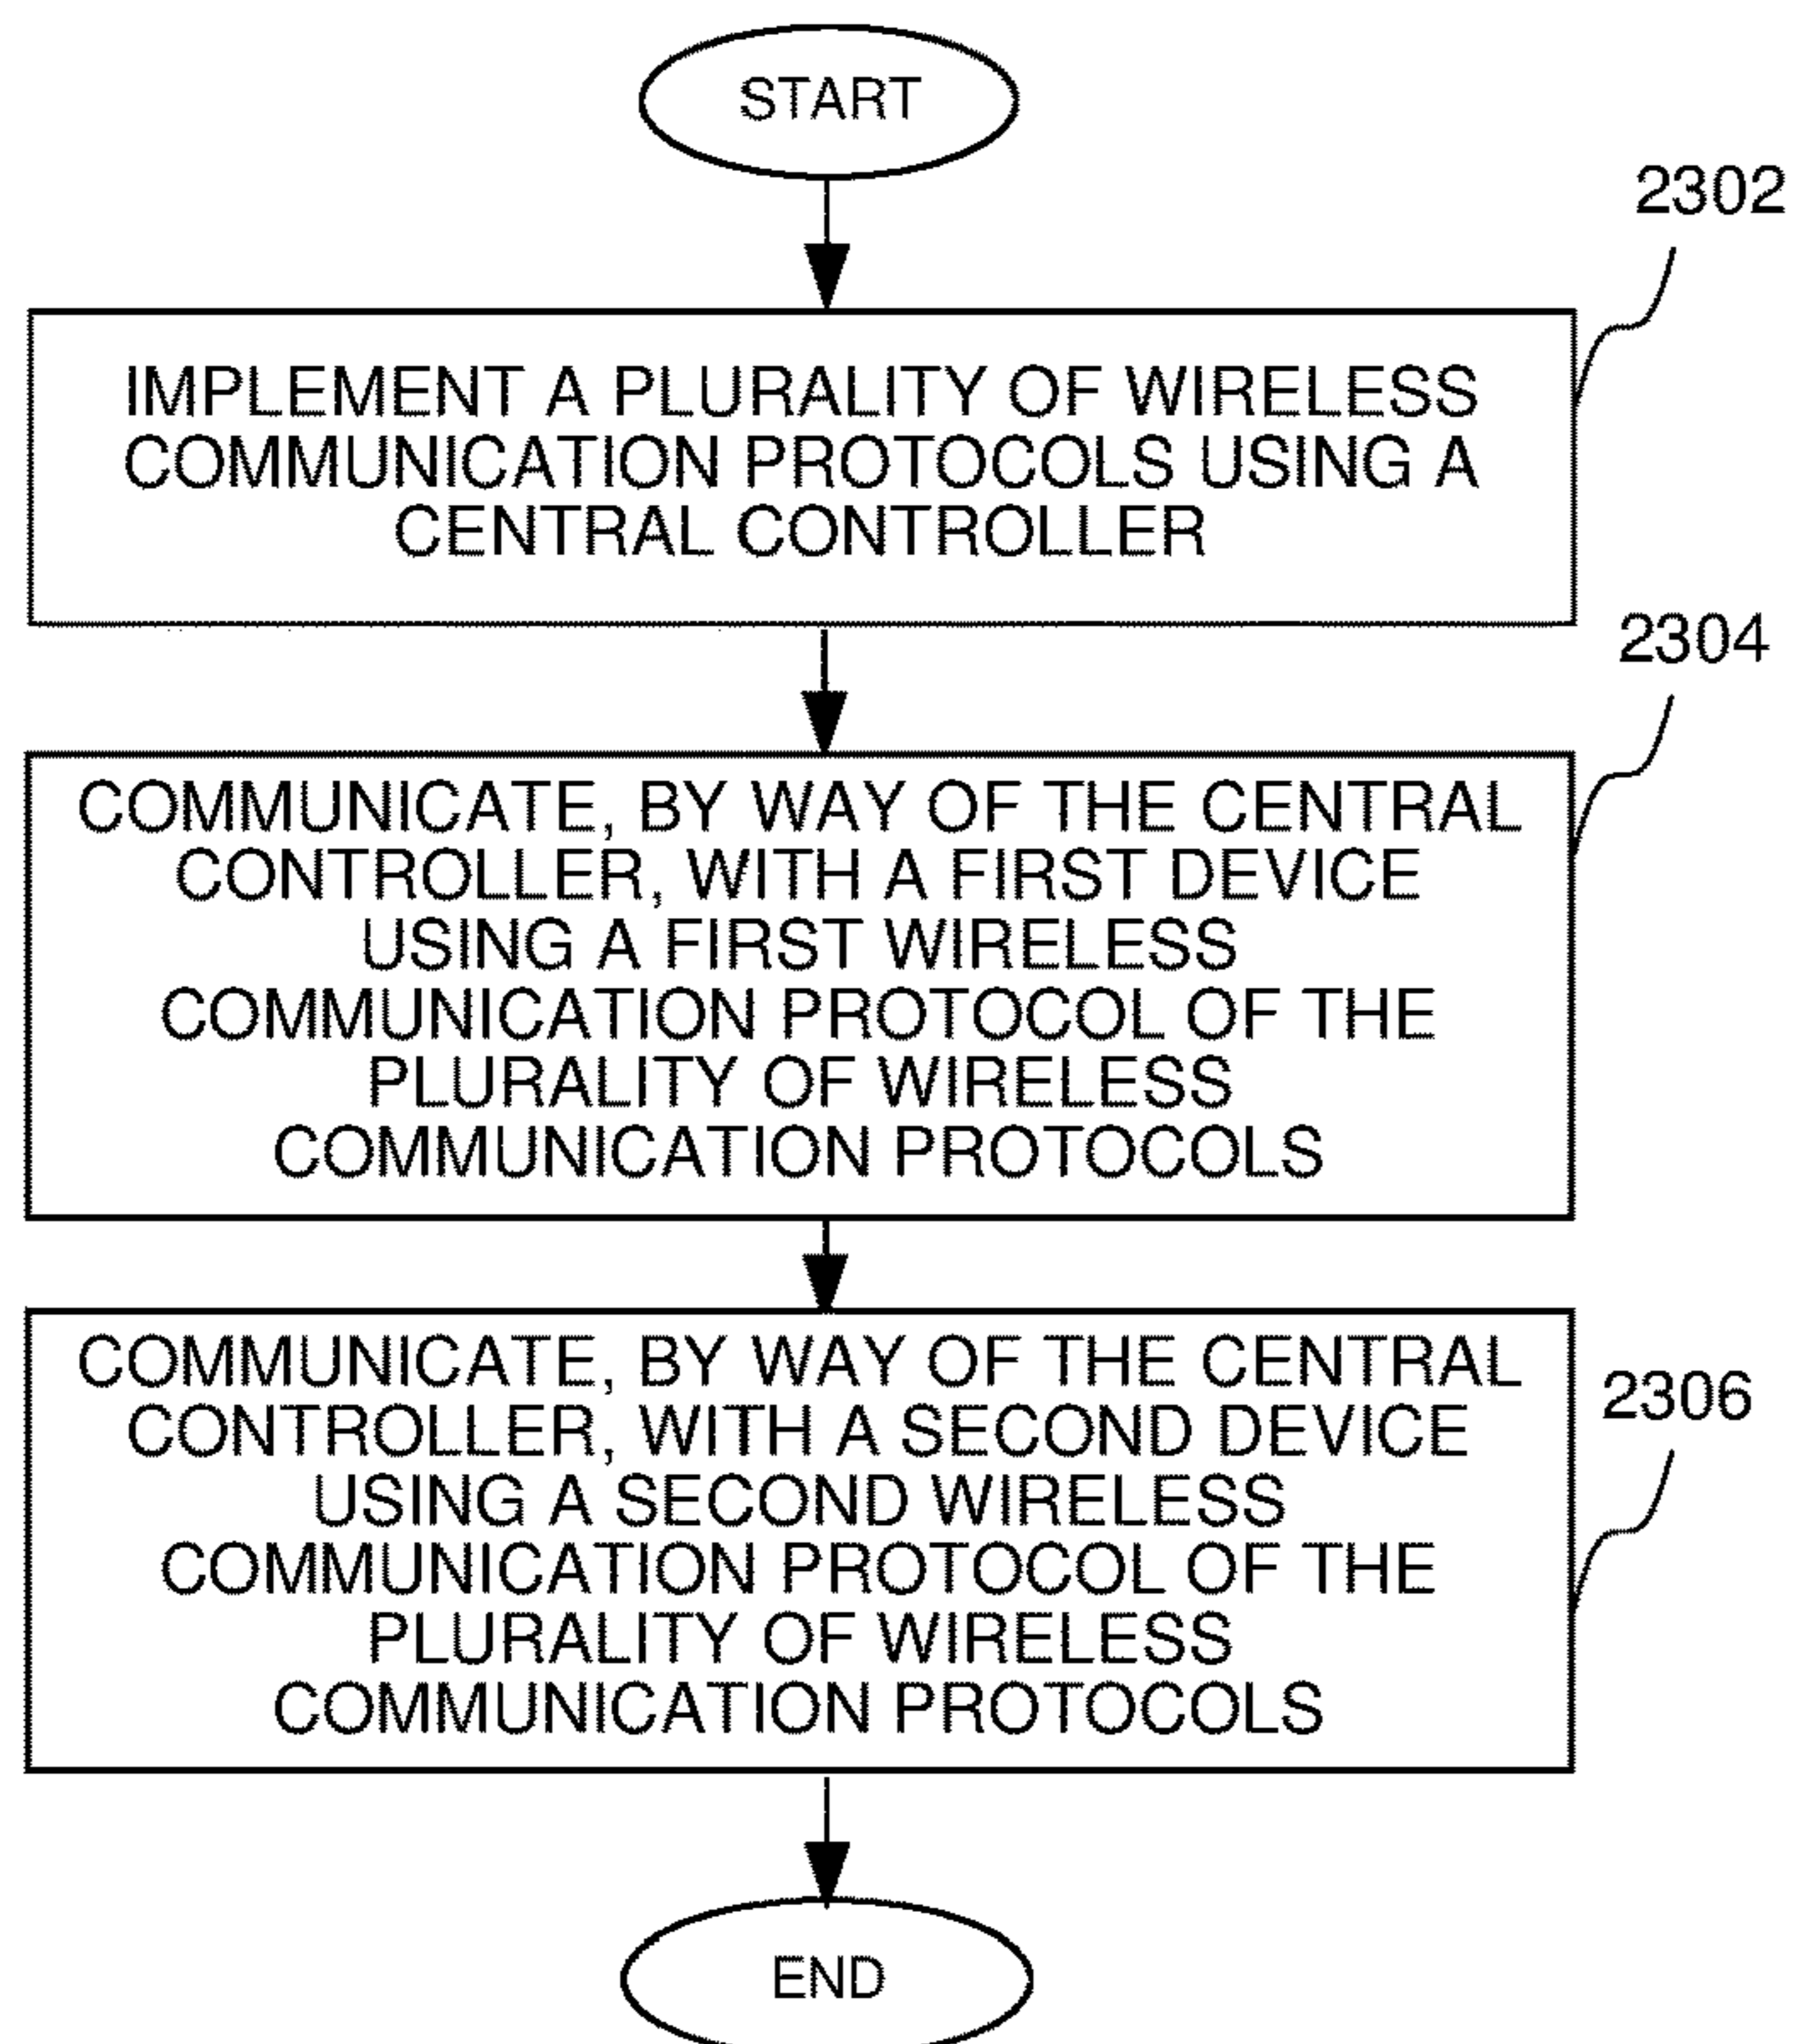 START
2302
IMPLEMENT A PLURALITY OF WIRELESS
COMMUNICATION PROTOCOLS USING A
CENTRAL CONTROLLER
2304
COMMUNICATE, BY WAY OF THE CENTRAL
CONTROLLER, WITH A FIRST DEVICE
USING A FIRST WIRELESS
COMMUNICATION PROTOCOL OF THE
PLURALITY OF WIRELESS
COMMUNICATION PROTOCOLS
COMMUNICATE, BY WAY OF THE CENTRAL
CONTROLLER, WITH A SECOND DEVICE
USING A SECOND WIRELESS
COMMUNICATION PROTOCOL OF THE
PLURALITY OF WIRELESS
COMMUNICATION PROTOCOLS
2306
END